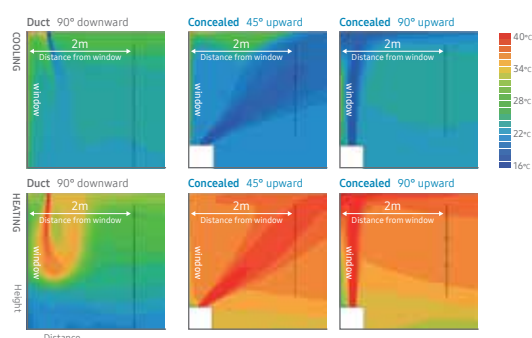 Duct 90° downward
Concealed 45° upward
Concealed 90° upward
COOLING
2m
Distance from window
window
2m
Distance from window
2m
Distance from window
window
40°C
34°C
28°C
22°C
16°C
Duct 90° downward
Concealed 45° upward
Concealed 90° upward
HEATING
2m
Distance from window
window
2m
Distance from window
2m
Distance from window
window
Height
Distance